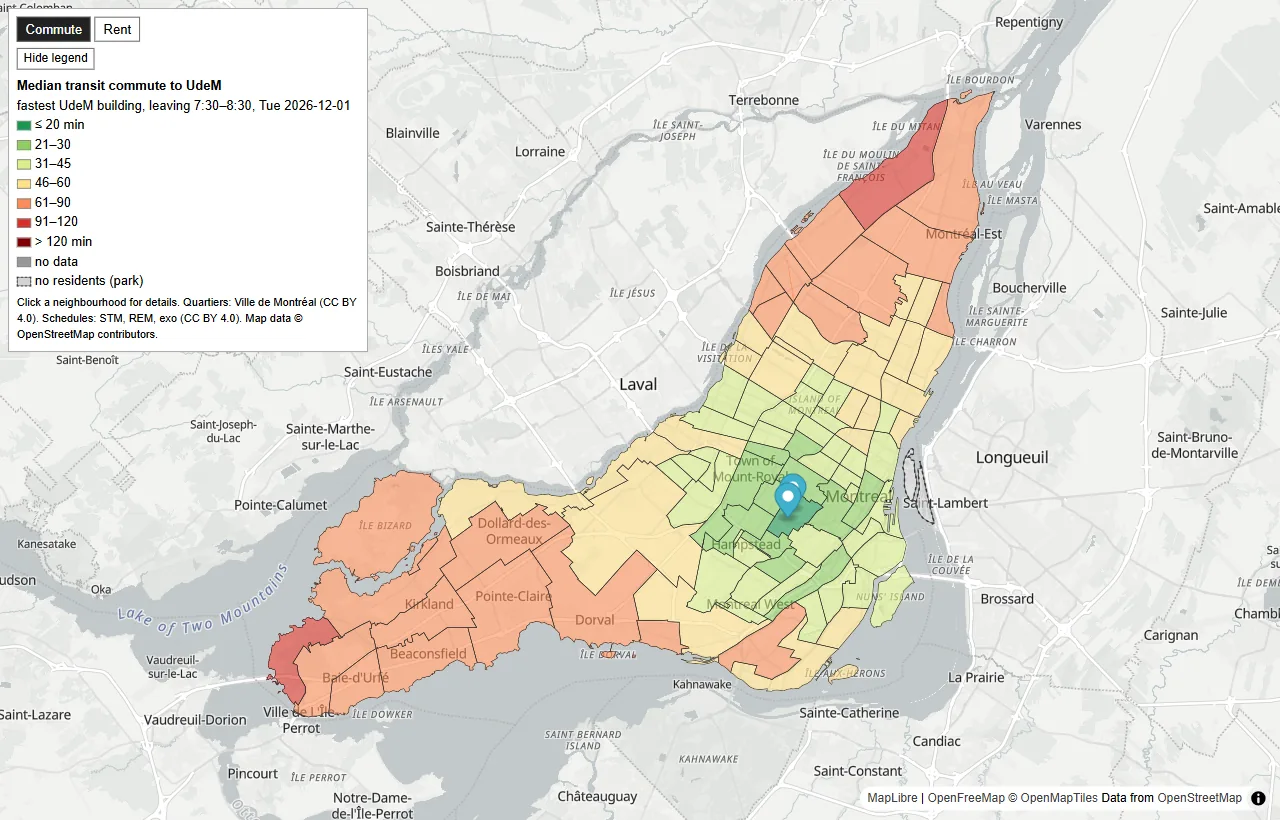 Saint-Colomban
Commute
Rent
Hide legend
Median transit commute to UdeM
fastest UdeM building, leaving 7:30–8:30, Tue 2026-12-01
≤ 20 min
21–30
31–45
46–60
61–90
91–120
> 120 min
no data
no residents (park)
Click a neighbourhood for details. Quartiers: Ville de Montréal (CC BY
4.0). Schedules: STM, REM, exo (CC BY 4.0). Map data ©
OpenStreetMap contributors.
Repentigny
ÎLE BOURDON
Terrebonne
ÎLE SAINT-
JOSEPH
ÎLE DU MITAN
Varennes
Blainville
Lorraine
ÎLE DU MOULIN
DE SAINT-
FRANÇOIS
ÎLE AU VEAU
ÎLE MASTA
Saint-Amable
Sainte-Thérèse
Montréal-Est
Boisbriand
ÎLE DE MAI
ÎLE JÉSUS
Boucherville
ÎLE SAINTE-
MARGUERITE
Sainte-Julie
ÎLE CHARRON
ÎLES YALE
ÎLE DE LA
VISITATION
Saint-Benoît
Saint-Eustache
Laval
ÎLE ARSENAULT
ISLAND OF
MONTREAL
Saint-Joseph-
du-Lac
Sainte-Marthe-
sur-le-Lac
Saint-Bruno-
de-Montarville
Longueuil
Town of
Mount-Royal
Pointe-Calumet
Montreal
Saint-Lambert
ÎLE BIZARD
Dollard-des-
Ormeaux
Kanesatake
Hampstead
ÎLE DE LA
COUVÉE
Oka
Lake of Two Mountains
Kirkland
Pointe-Claire
Montreal West
NUNS' ISLAND
Brossard
Dorval
Carignan
Beaconsfield
ÎLE DORVAL
Vaudreuil-
sur-le-Lac
Baie-d'Urfé
Kahnawake
ÎLE AUX HÉRONS
La Prairie
Saint-Lazare
Vaudreuil-Dorion
Ville de L'Île-
Perrot
ÎLE DOWKER
Sainte-Catherine
SAINT BERNARD
ISLAND
Candiac
KAHNAWAKE
Pincourt
ÎLE PERROT
Saint-Constant
Notre-Dame-
de-l'Île-Perrot
Châteauguay
MapLibre | OpenFreeMap © OpenMapTiles Data from OpenStreetMap